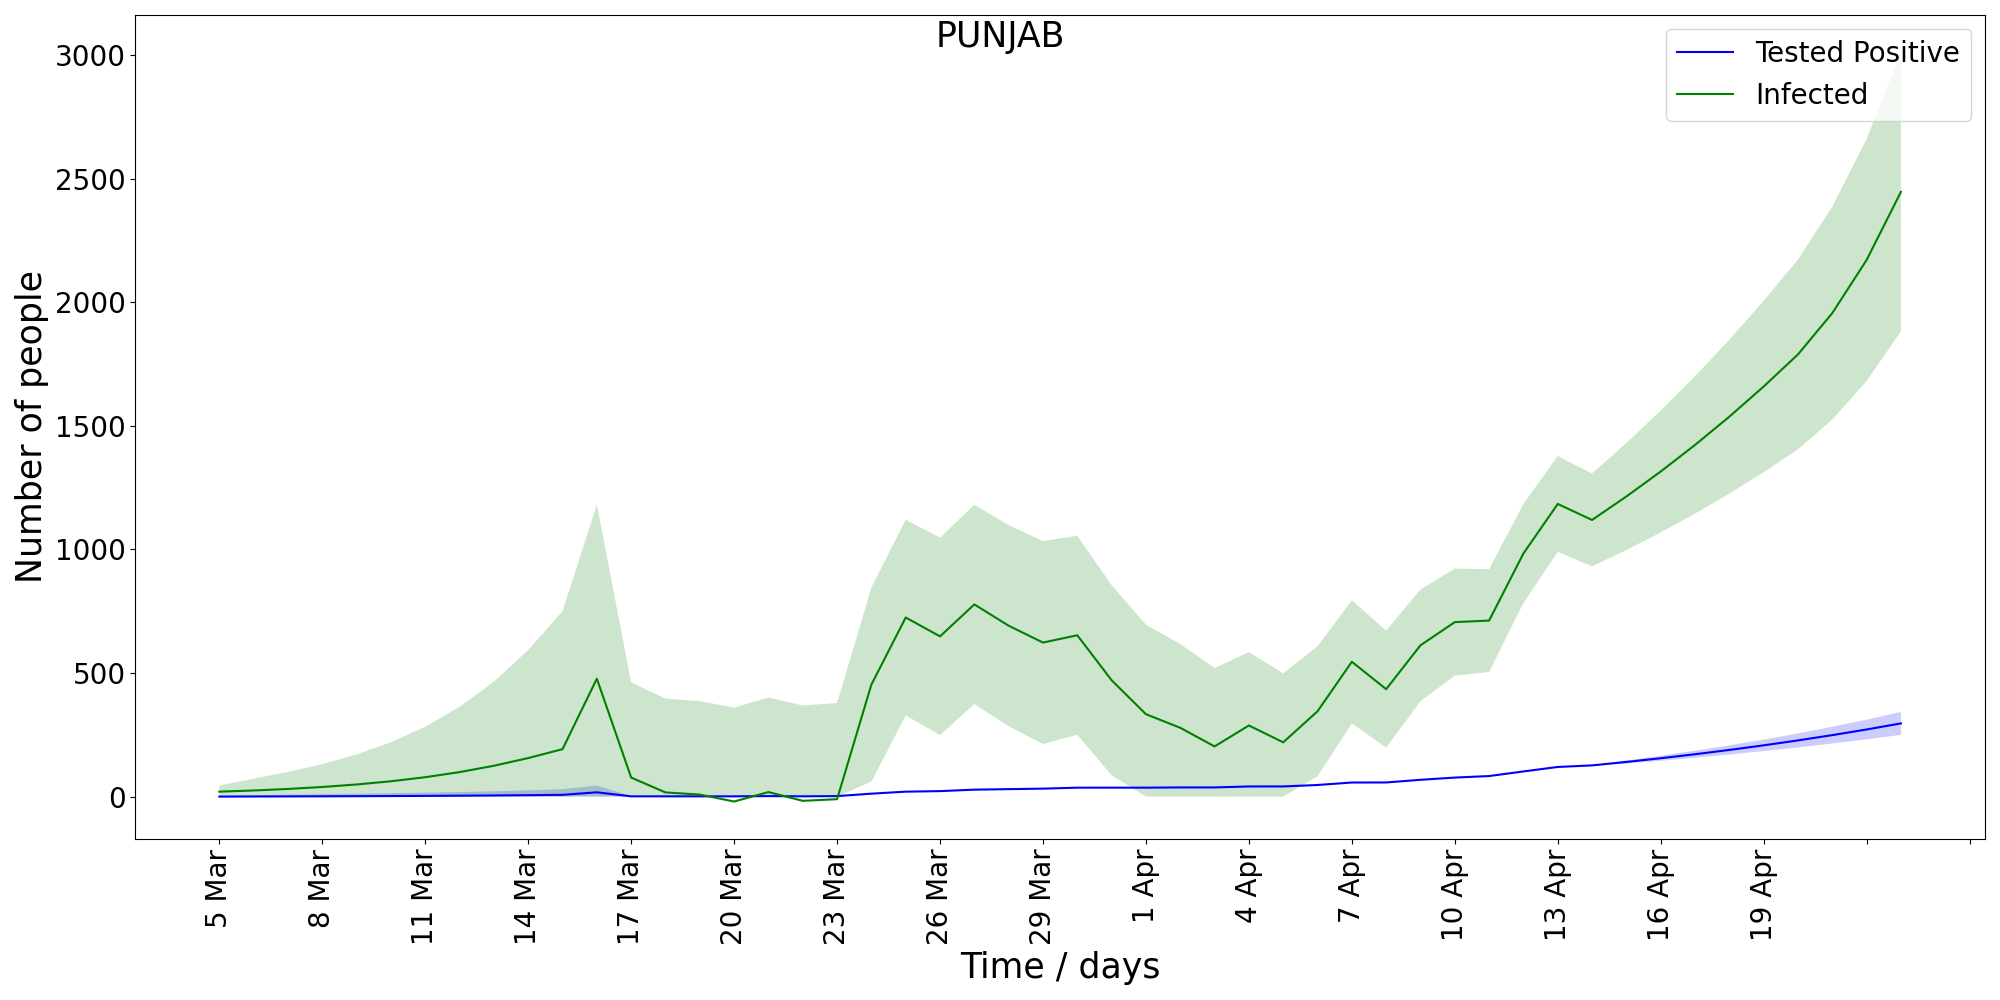 PUNJAB
Tested Positive
Infected
Number of people
3000
2500
2000
1500
1000
500
0
5 Mar
8 Mar
11 Mar
14 Mar
17 Mar
20 Mar
23 Mar
26 Mar
29 Mar
1 Apr
4 Apr
7 Apr
10 Apr
13 Apr
16 Apr
19 Apr
Time / days